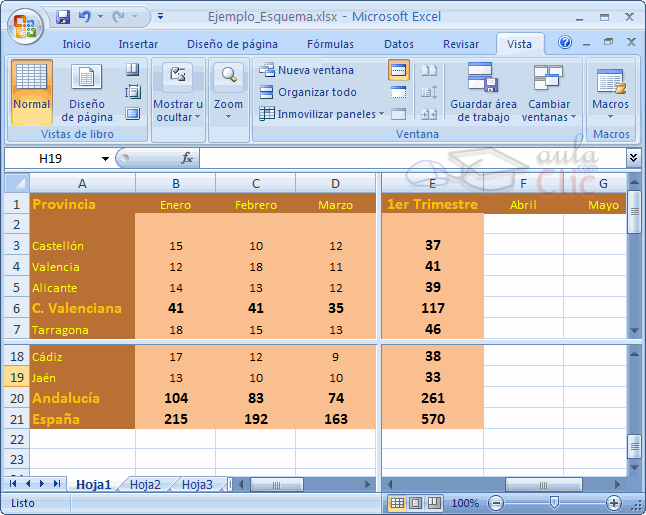 Ejemplo_Esquema.xlsx - Microsoft Excel
Inicio Insertar Diseño de página Fórmulas Datos Revisar Vista
Normal
Diseño de página
Vistas de libro
Mostrar u ocultar
Zoom
Nueva ventana
Organizar todo
Inmovilizar paneles
Guardar área de trabajo
Cambiar ventanas
Ventana
Macros
Macros
H19 fx
aula
Clic.com
A B C D E F G
1 Provincia Enero Febrero Marzo 1er Trimestre Abril Mayo
2
3 Castellón 15 10 12 37
4 Valencia 12 18 11 41
5 Alicante 14 13 12 39
6 C. Valenciana 41 41 35 117
7 Tarragona 18 15 13 46
18 Cádiz 17 12 9 38
19 Jaén 13 10 10 33
20 Andalucía 104 83 74 261
21 España 215 192 163 570
22
23
Hoja1 Hoja2 Hoja3
Listo 100%